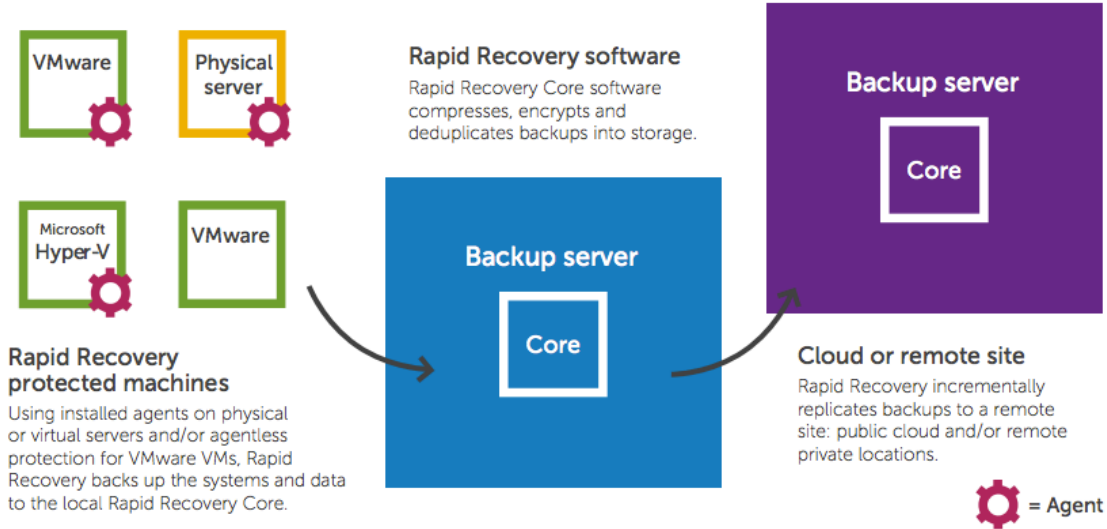 VMware
Physical
server
Microsoft
Hyper-V
VMware
Rapid Recovery
protected machines
Using installed agents on physical
or virtual servers and/or agentless
protection for VMware VMs, Rapid
Recovery backs up the systems and data
to the local Rapid Recovery Core.
Rapid Recovery software
Rapid Recovery Core software
compresses, encrypts and
deduplicates backups into storage.
Backup server
Core
Backup server
Core
Cloud or remote site
Rapid Recovery incrementally
replicates backups to a remote
site: public cloud and/or remote
private locations.
= Agent